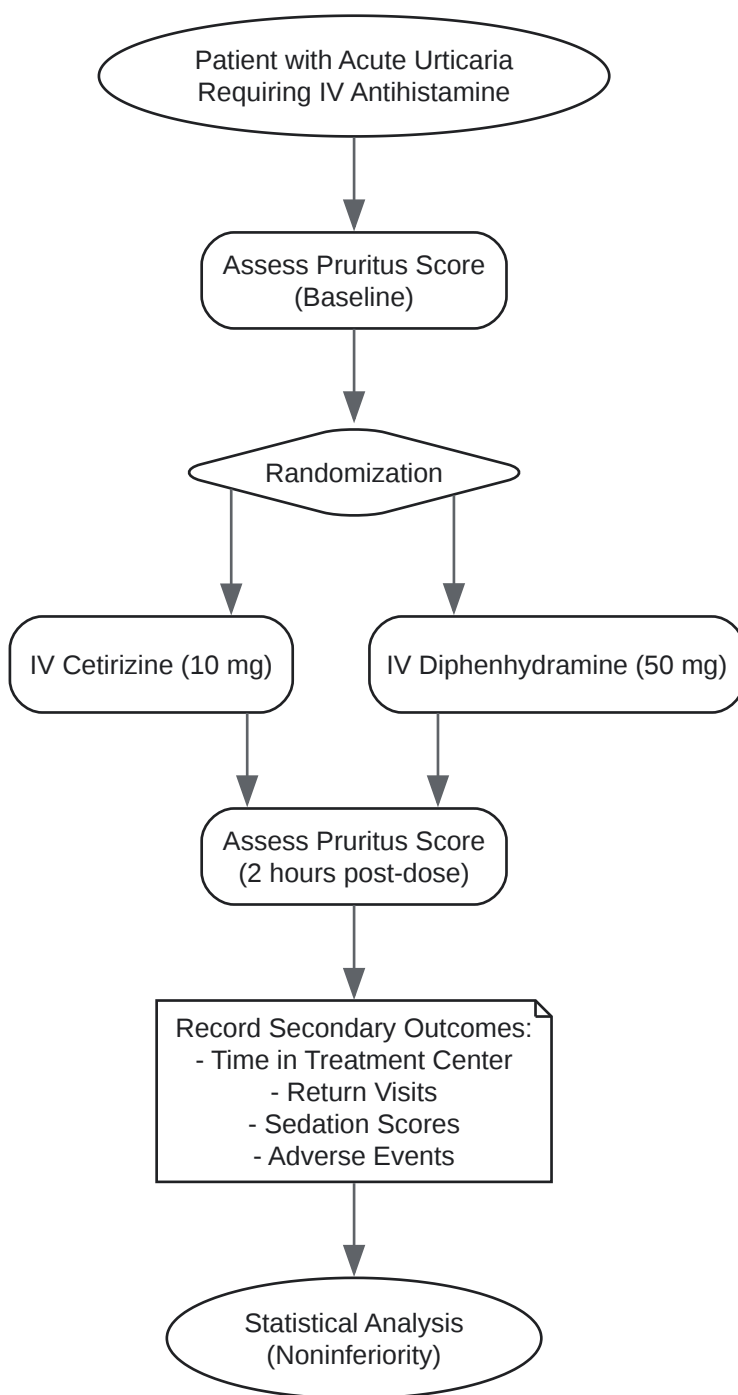 Patient with Acute Urticaria
Requiring IV Antihistamine
Assess Pruritus Score
(Baseline)
Randomization
IV Cetirizine (10 mg)
IV Diphenhydramine (50 mg)
Assess Pruritus Score
(2 hours post-dose)
Record Secondary Outcomes:
- Time in Treatment Center
- Return Visits
- Sedation Scores
- Adverse Events
Statistical Analysis
(Noninferiority)